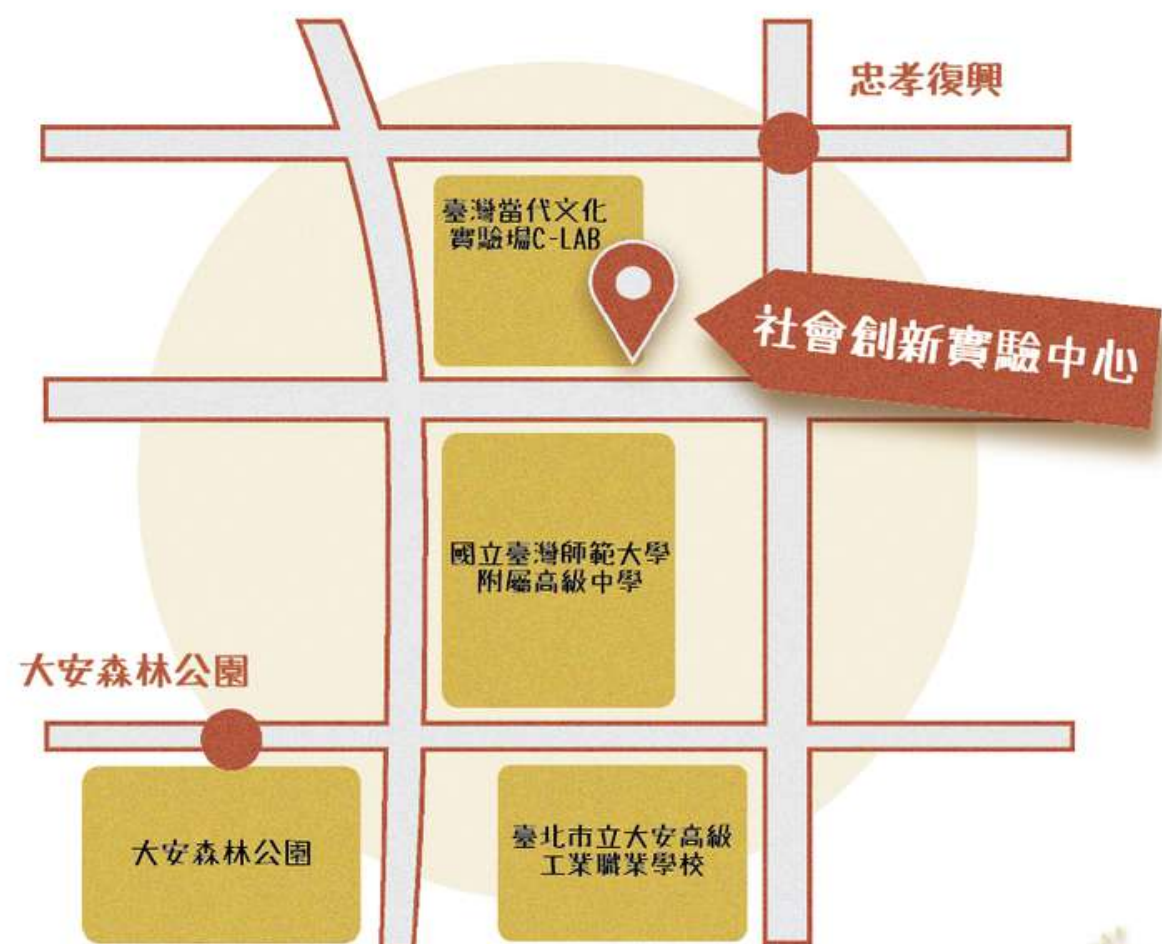 忠孝復興
臺灣當代文化
實驗場C-LAB
社會創新實驗中心
國立臺灣師範大學
附屬高級中學
大安森林公園
大安森林公園
臺北市立大安高級
工業職業學校